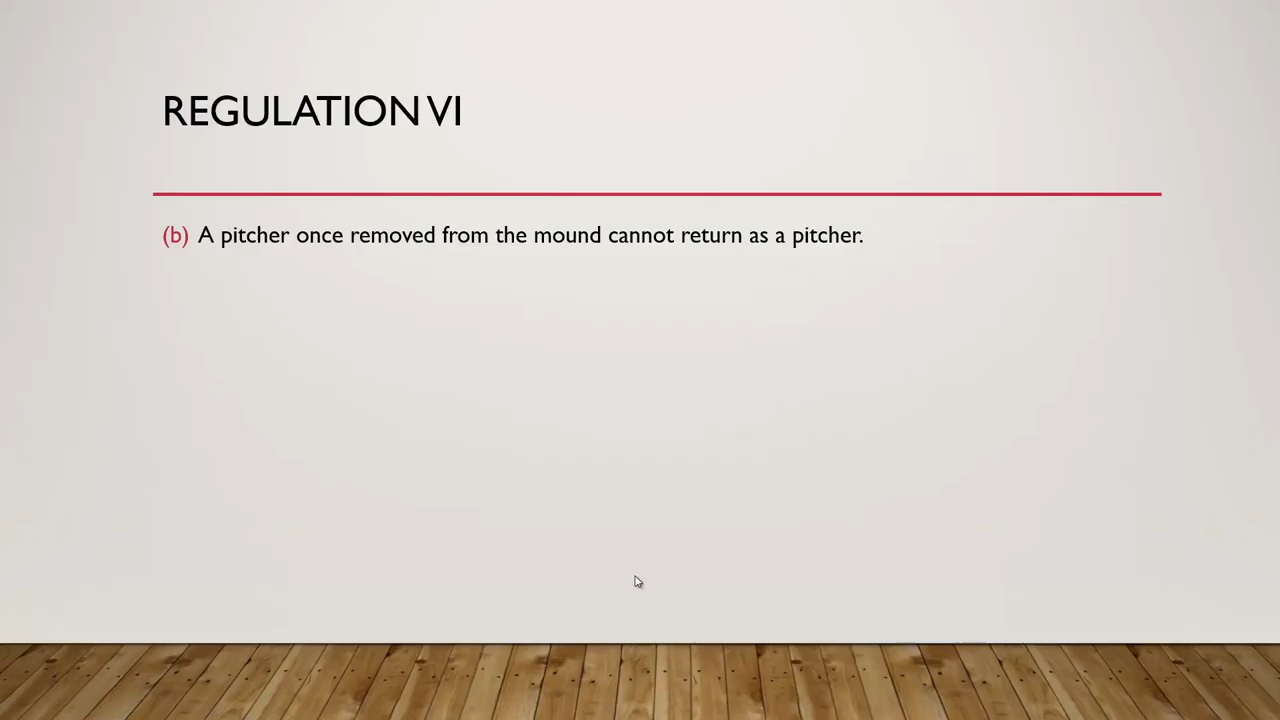 REGULATION VI
(b) A pitcher once removed from the mound cannot return as a pitcher.